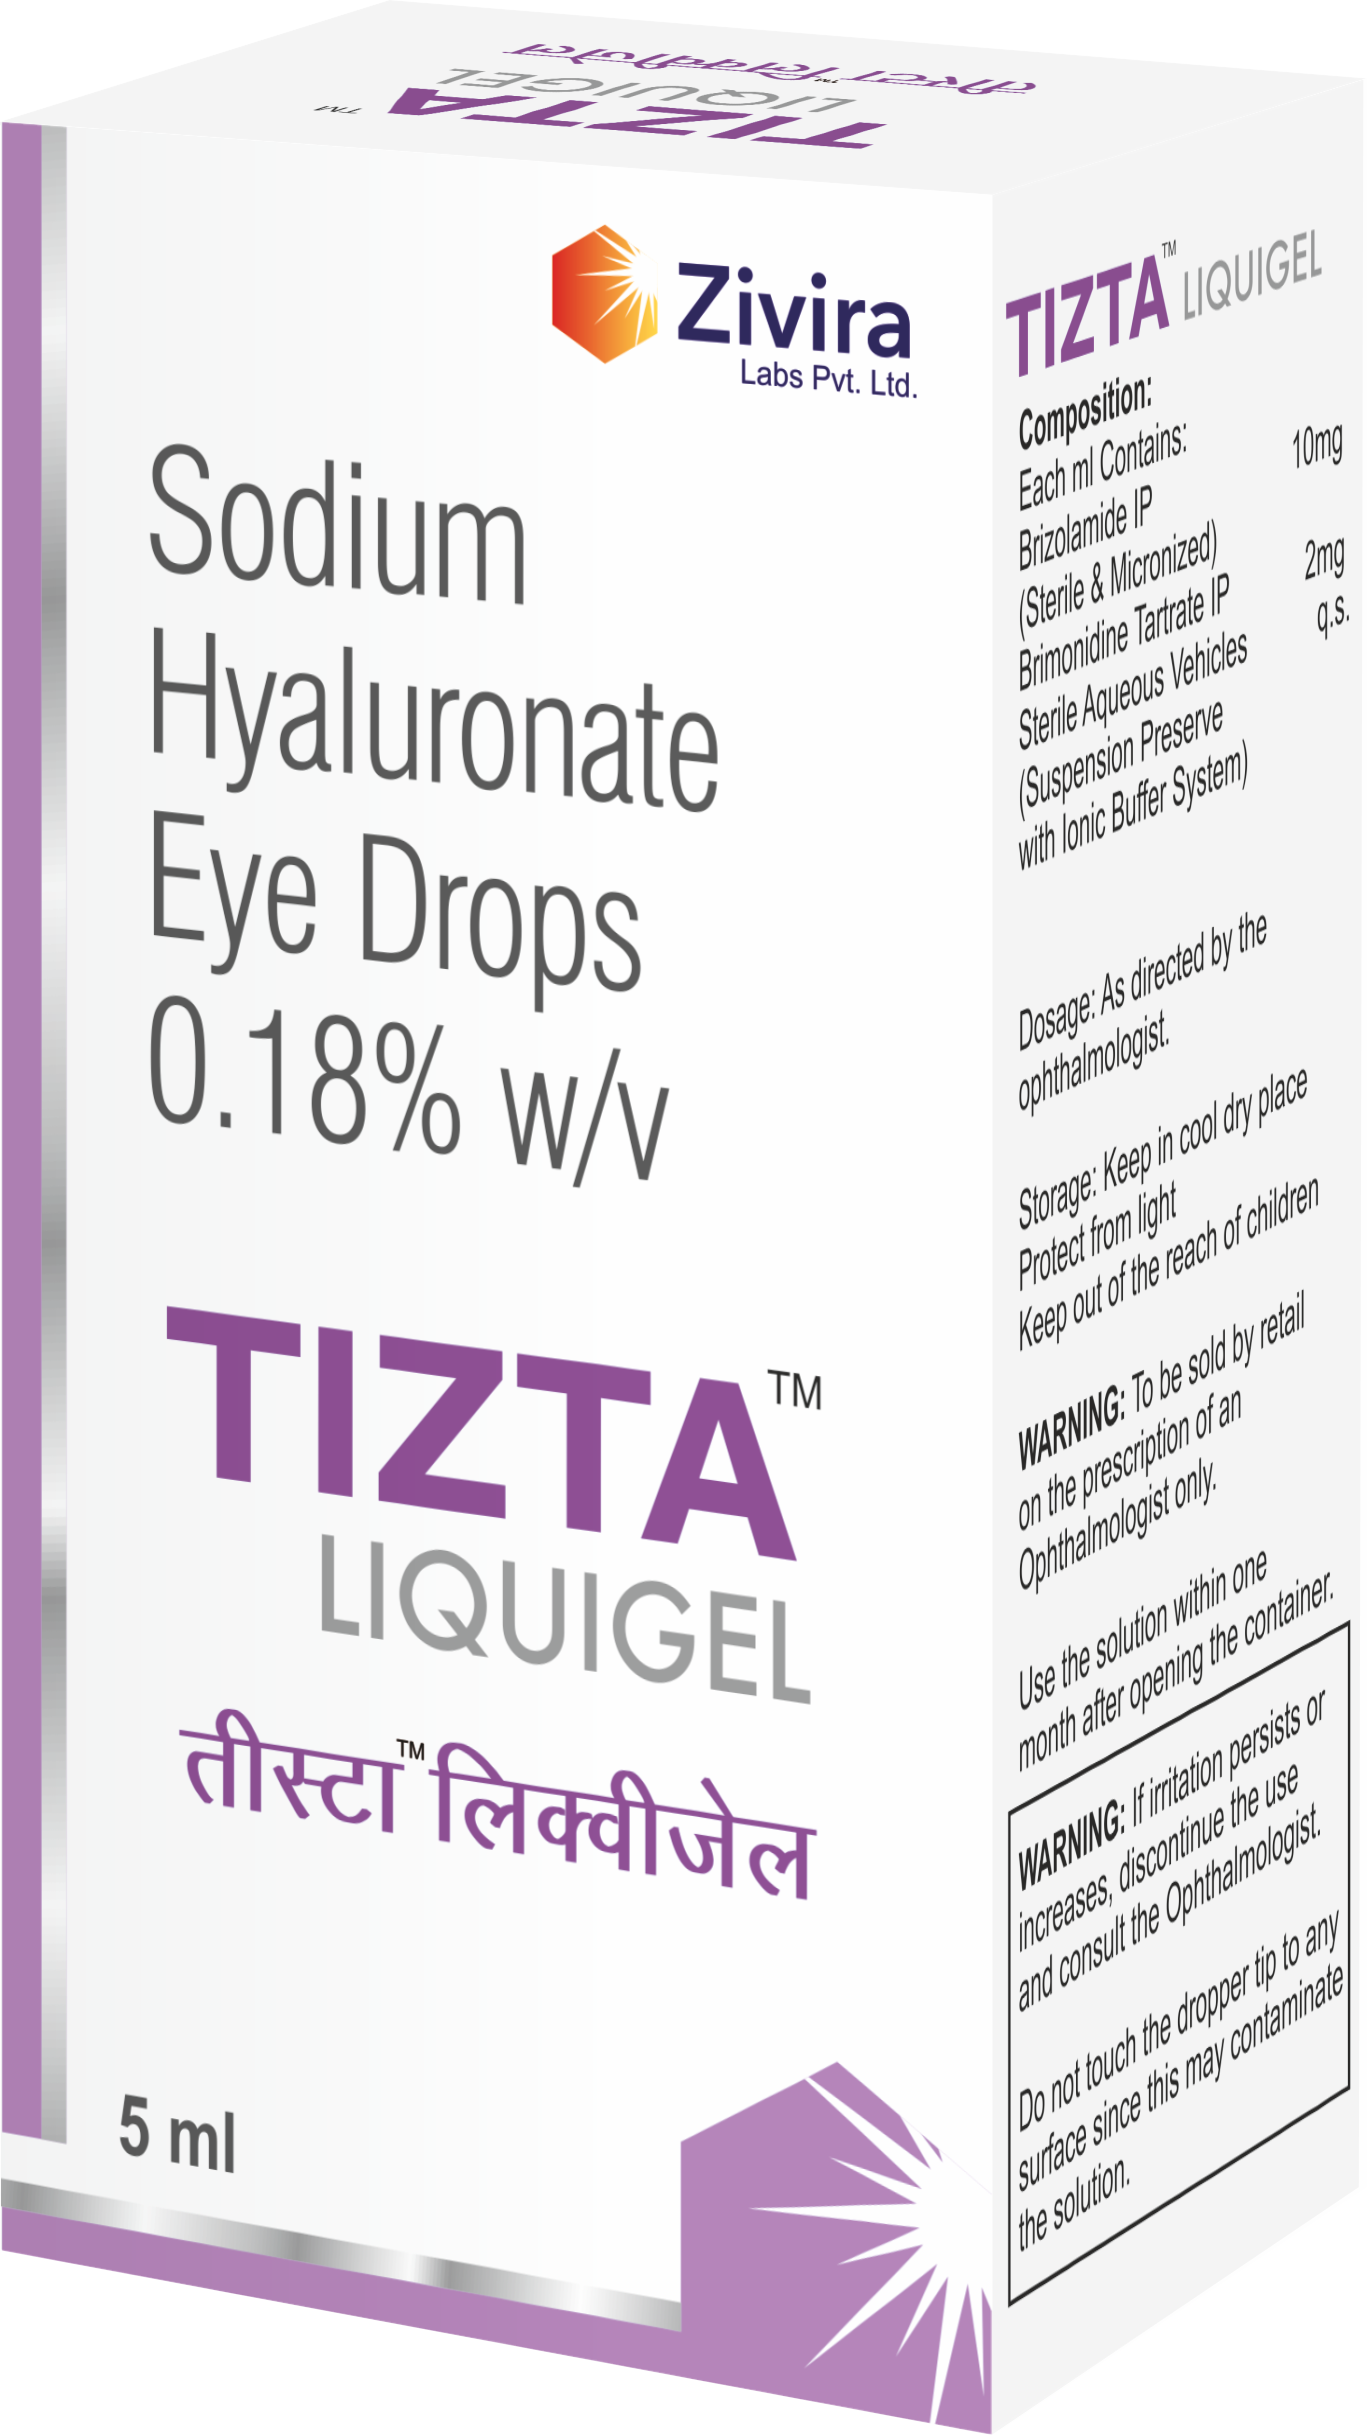 तीस्टा™ लिक्वीजेल
LIQUIGEL
TIZTA™
Zivira
Labs Pvt. Ltd.
Sodium
Hyaluronate
Eye Drops
0.18% w/v
TIZTA™
LIQUIGEL
तीस्टा™ लिक्वीजेल
5 ml
TIZTA™ LIQUIGEL
Composition:
Each ml Contains:
Brizolamide IP 10mg
(Sterile & Micronized)
Brimonidine Tartrate IP 2mg
Sterile Aqueous Vehicles q.s.
(Suspension Preserve
with Ionic Buffer System)
Dosage: As directed by the
ophthalmologist.
Storage: Keep in cool dry place
Protect from light
Keep out of the reach of children
WARNING: To be sold by retail
on the prescription of an
Ophthalmologist only.
Use the solution within one
month after opening the container.
WARNING: If irritation persists or
increases, discontinue the use
and consult the Ophthalmologist.
Do not touch the dropper tip to any
surface since this may contaminate
the solution.